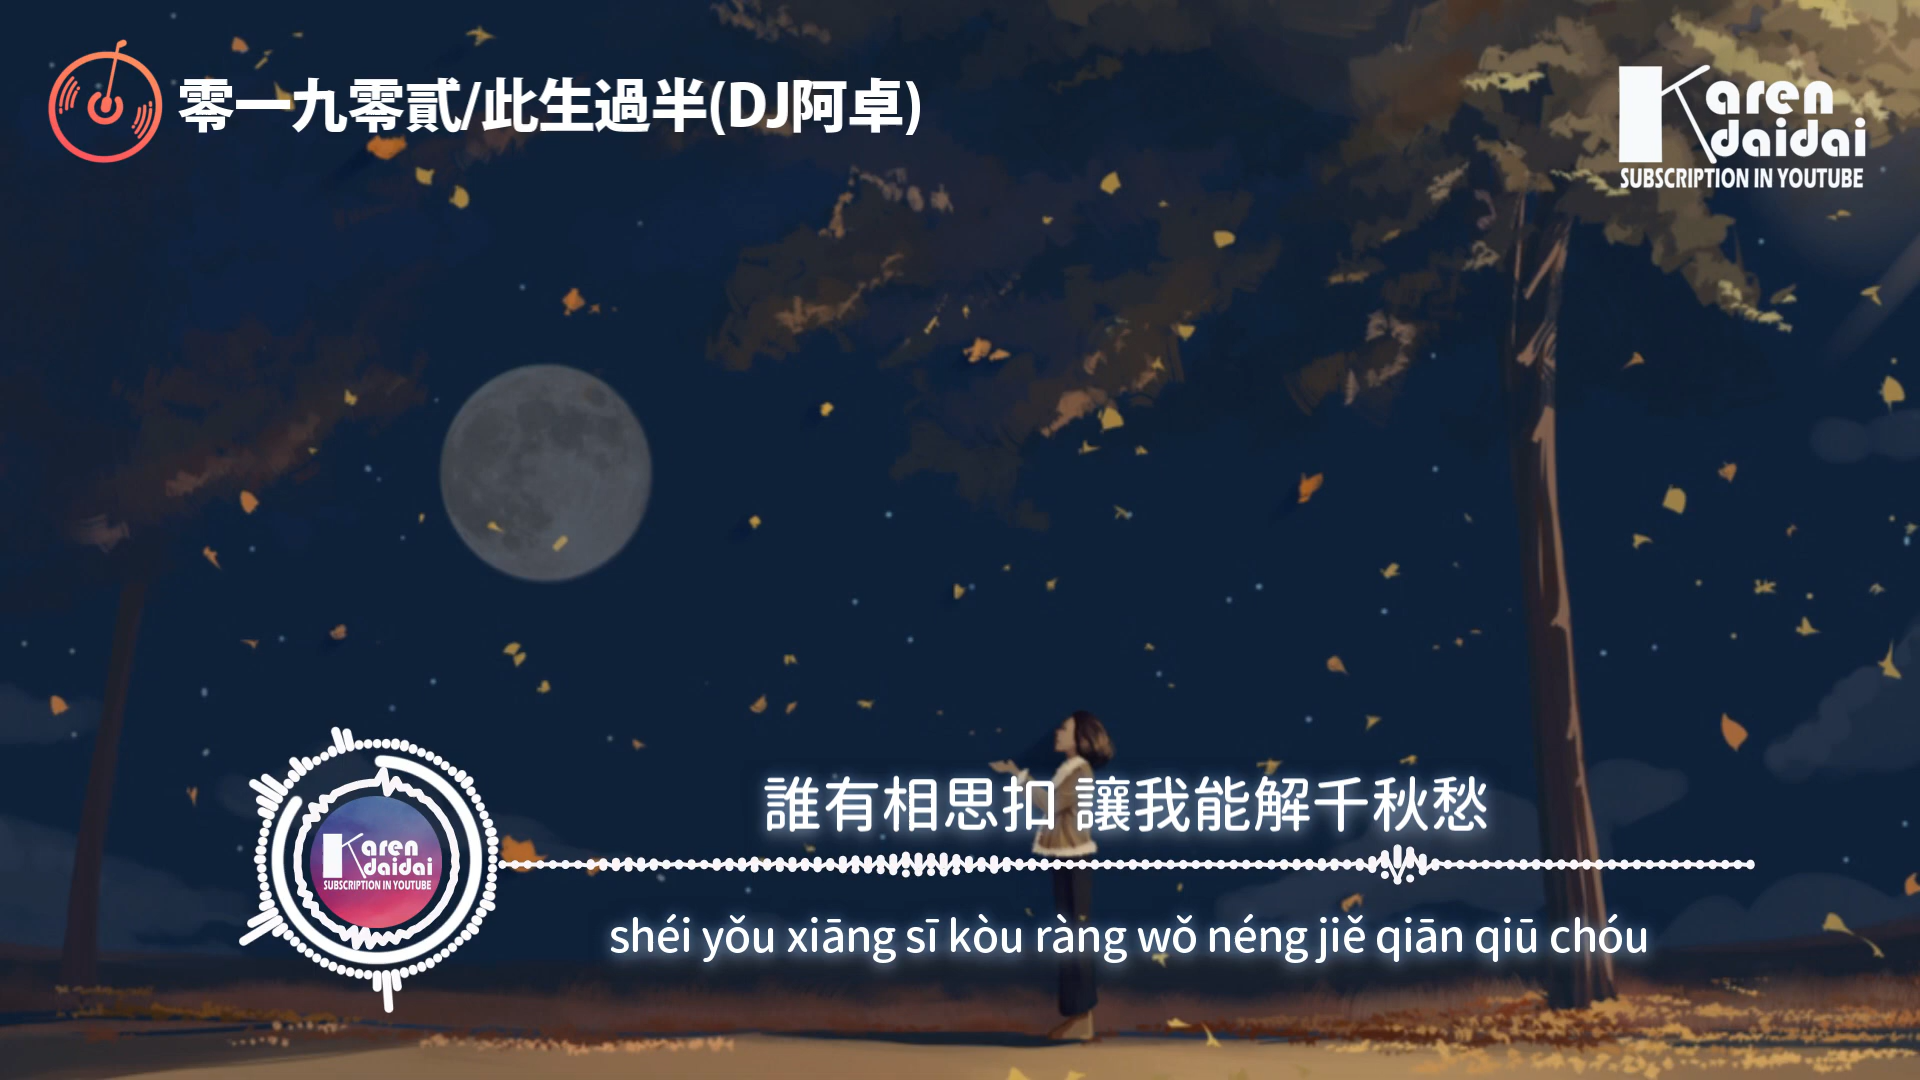 零一九零貳/此生過半(DJ阿卓)
Karen
daidai
SUBSCRIPTION IN YOUTUBE
誰有相思扣 讓我能解千秋愁
Karen
daidai
SUBSCRIPTION IN YOUTUBE
shéi yǒu xiāng sī kòu ràng wǒ néng jiě qiān qiū chóu